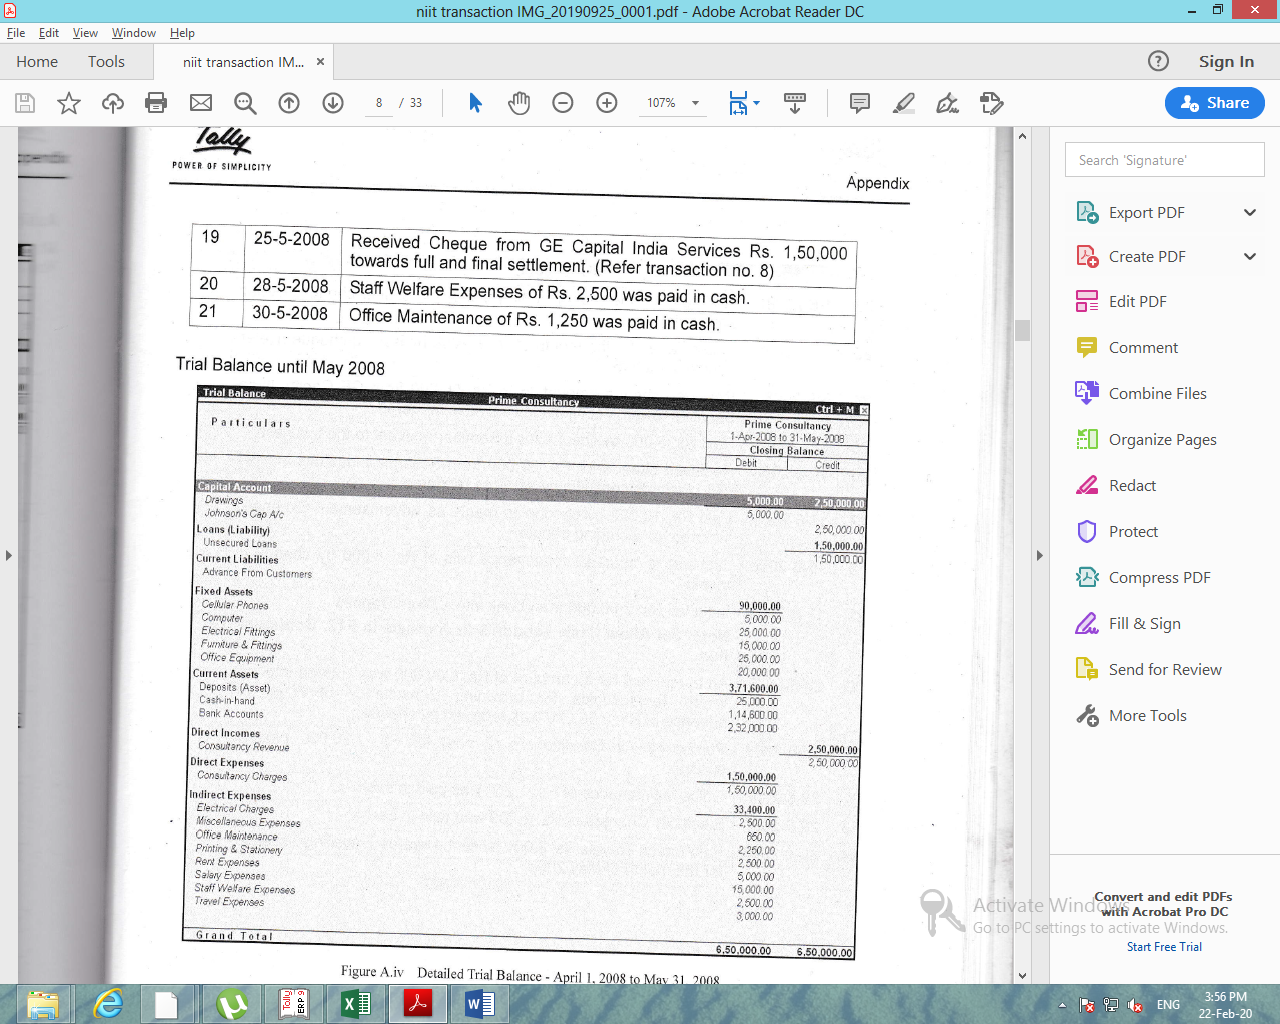 niit transaction IMG_20190925_0001.pdf - Adobe Acrobat Reader DC
File Edit View Window Help
Home Tools niit transaction IM... × ? Sign In
8 / 33 107% Share
Tally
POWER OF SIMPLICITY
Appendix
19 25-5-2008 Received Cheque from GE Capital India Services Rs. 1,50,000
towards full and final settlement. (Refer transaction no. 8)
20 28-5-2008 Staff Welfare Expenses of Rs. 2,500 was paid in cash.
21 30-5-2008 Office Maintenance of Rs. 1,250 was paid in cash.
Trial Balance until May 2008
Trial Balance Prime Consultancy Ctrl + M
Particulars Prime Consultancy
1-Apr-2008 to 31-May-2008
Closing Balance
Debit Credit
Capital Account 5,000.00 2,50,000.00
Drawings 5,000.00
Johnson's Cap A/c 2,50,000.00
Loans (Liability) 1,50,000.00
Unsecured Loans 1,50,000.00
Current Liabilities
Advance From Customers
Fixed Assets 90,000.00
Cellular Phones 5,000.00
Computer 25,000.00
Electrical Fittings 15,000.00
Furniture & Fittings 25,000.00
Office Equipment 20,000.00
Current Assets 3,71,600.00
Deposits (Asset) 25,000.00
Cash-in-hand 1,14,600.00
Bank Accounts 2,32,000.00
Direct Incomes 2,50,000.00
Consultancy Revenue 2,50,000.00
Direct Expenses 1,50,000.00
Consultancy Charges 1,50,000.00
Indirect Expenses 33,400.00
Electrical Charges 2,500.00
Miscellaneous Expenses 650.00
Office Maintenance 2,250.00
Printing & Stationery 2,500.00
Rent Expenses 5,000.00
Salary Expenses 15,000.00
Staff Welfare Expenses 2,500.00
Travel Expenses 3,000.00
Grand Total 6,50,000.00 6,50,000.00
Figure A.iv Detailed Trial Balance - April 1, 2008 to May 31, 2008
Search 'Signature'
Export PDF
Create PDF
Edit PDF
Comment
Combine Files
Organize Pages
Redact
Protect
Compress PDF
Fill & Sign
Send for Review
More Tools
Convert and edit PDFs
with Acrobat Pro DC
Start Free Trial
Activate Windows
Go to PC settings to activate Windows.
Tally
ERP 9
ENG 3:56 PM
22-Feb-20